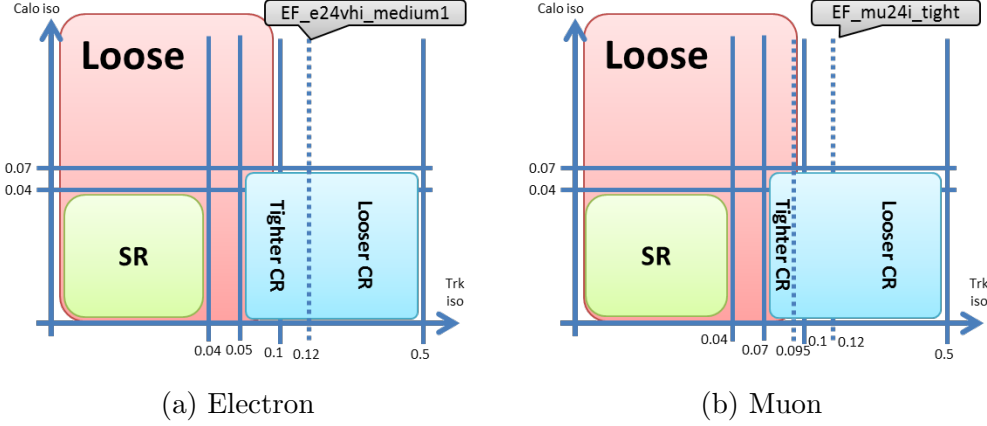 Calo iso
EF_e24vhi_medium1
Loose
0.07
0.04
SR
Tighter CR
Looser CR
Trk
iso
0.04
0.05
0.1
0.12
0.5
(a) Electron
Calo iso
EF_mu24i_tight
Loose
0.07
0.04
SR
Tighter CR
Looser CR
Trk
iso
0.04
0.07
0.095
0.1
0.12
0.5
(b) Muon